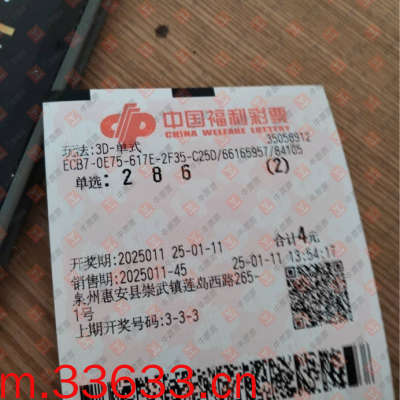 中国福利彩票
CHINA WELFARE LOTTERY
35058912
玩法:3D-单式
ECB7-0E75-617E-2F35-C25D/66165957/84105
单选: 2 8 6 (2)
合计4元
开奖期:2025011 25-01-11
销售期:2025011-45 25-01-11 13:54:17
泉州惠安县崇武镇莲岛西路265-
1号
上期开奖号码:3-3-3
m.33633.cn